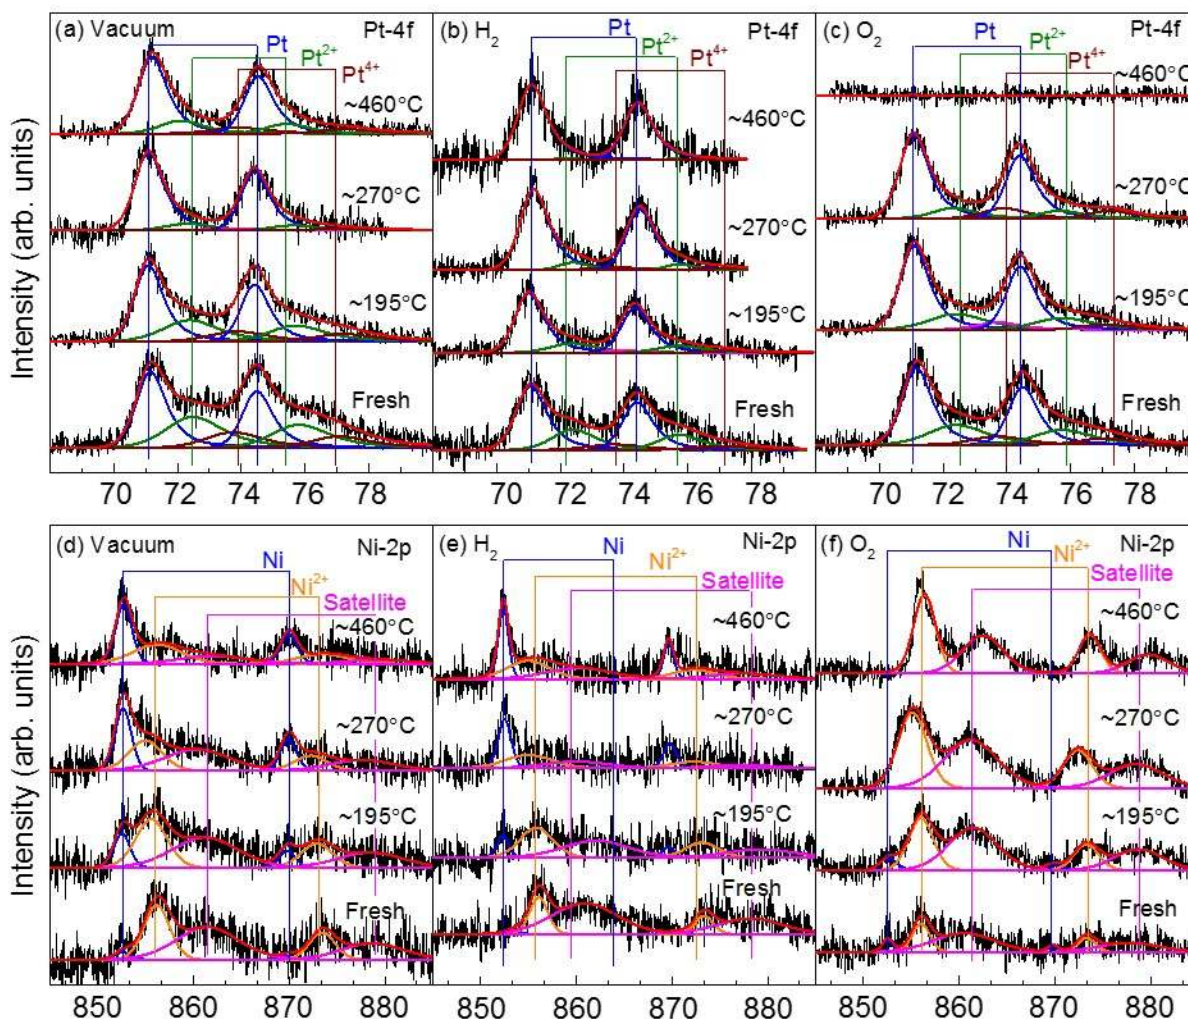 (a) Vacuum Pt Pt-4f
Pt2+
Pt4+
~460°C
~270°C
~195°C
Fresh
70 72 74 76 78
(b) H2 Pt Pt-4f
Pt2+
Pt4+
~460°C
~270°C
~195°C
Fresh
70 72 74 76 78
(c) O2 Pt Pt-4f
Pt2+
Pt4+
~460°C
~270°C
~195°C
Fresh
70 72 74 76 78
Intensity (arb. units)
(d) Vacuum Ni Ni-2p
Ni2+
Satellite
~460°C
~270°C
~195°C
Fresh
850 860 870 880
(e) H2 Ni Ni-2p
Ni2+
Satellite
~460°C
~270°C
~195°C
Fresh
850 860 870 880
(f) O2 Ni Ni-2p
Ni2+
Satellite
~460°C
~270°C
~195°C
Fresh
850 860 870 880
Intensity (arb. units)